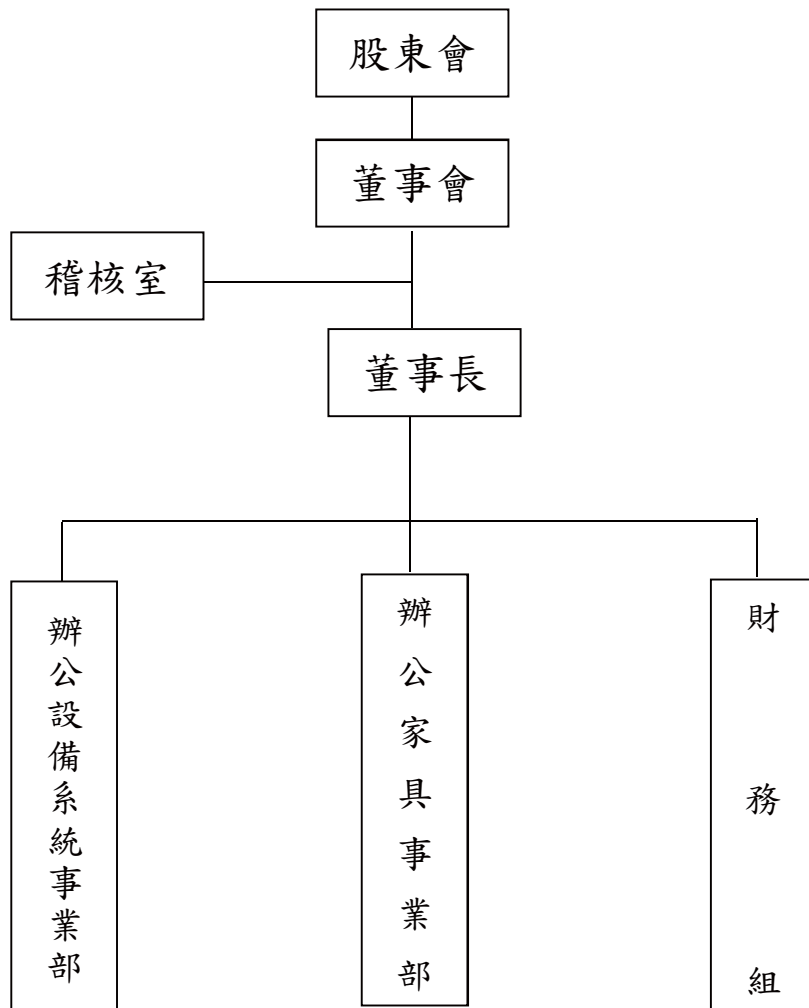 股東會
董事會
稽核室
董事長
辦公設備系統事業部
辦公家具事業部
財務組